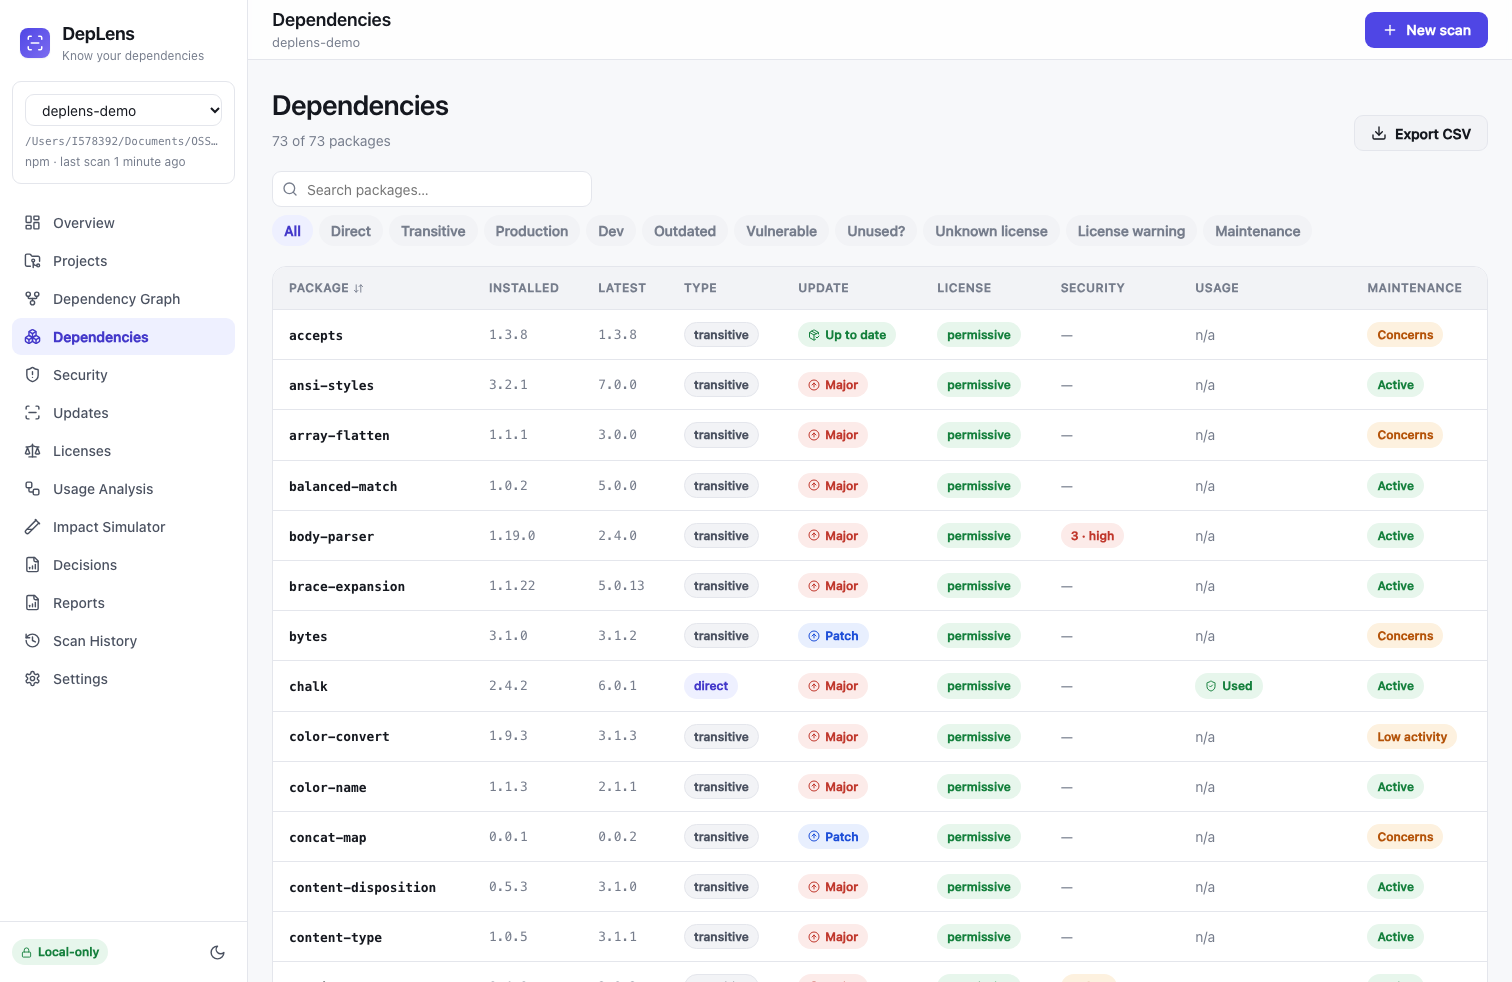 DepLens
Know your dependencies
deplens-demo
/Users/I578392/Documents/OSS…
npm · last scan 1 minute ago
Overview
Projects
Dependency Graph
Dependencies
Security
Updates
Licenses
Usage Analysis
Impact Simulator
Decisions
Reports
Scan History
Settings
Local-only
Dependencies
deplens-demo
New scan
Dependencies
73 of 73 packages
Export CSV
Search packages...
All Direct Transitive Production Dev Outdated Vulnerable Unused? Unknown license License warning Maintenance
PACKAGE INSTALLED LATEST TYPE UPDATE LICENSE SECURITY USAGE MAINTENANCE
accepts 1.3.8 1.3.8 transitive Up to date permissive — n/a Concerns
ansi-styles 3.2.1 7.0.0 transitive Major permissive — n/a Active
array-flatten 1.1.1 3.0.0 transitive Major permissive — n/a Concerns
balanced-match 1.0.2 5.0.0 transitive Major permissive — n/a Active
body-parser 1.19.0 2.4.0 transitive Major permissive 3 · high n/a Active
brace-expansion 1.1.22 5.0.13 transitive Major permissive — n/a Active
bytes 3.1.0 3.1.2 transitive Patch permissive — n/a Concerns
chalk 2.4.2 6.0.1 direct Major permissive — Used Active
color-convert 1.9.3 3.1.3 transitive Major permissive — n/a Low activity
color-name 1.1.3 2.1.1 transitive Major permissive — n/a Active
concat-map 0.0.1 0.0.2 transitive Patch permissive — n/a Concerns
content-disposition 0.5.3 3.1.0 transitive Major permissive — n/a Active
content-type 1.0.5 3.1.1 transitive Major permissive — n/a Active